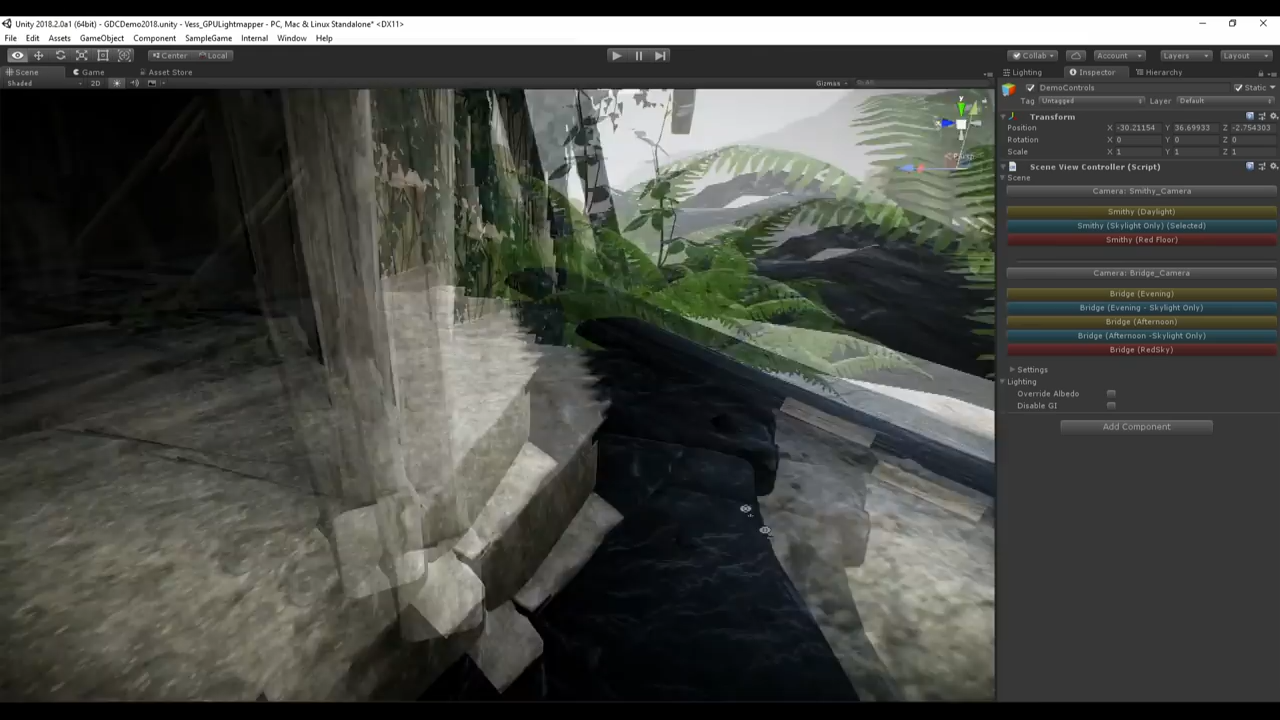 Unity 2018.2.0a1 (64bit) - GDCDemo2018.unity - Vess_GPULightmapper - PC, Mac & Linux Standalone* <DX11>
File Edit Assets GameObject Component SampleGame Internal Window Help
Center Local Collab Account Layers Layout
Scene Game Asset Store Lighting Inspector Hierarchy
Shaded 2D Gizmos
DemoControls Static
Tag Untagged Layer Default
Transform
Position X -30.21154 Y 36.69933 Z -2.754303
Rotation X 0 Y 0 Z 0
Scale X 1 Y 1 Z 1
Scene View Controller (Script)
Scene
Camera: Smithy_Camera
Smithy (Daylight)
Smithy (Skylight Only) (Selected)
Smithy (Red Floor)
Camera: Bridge_Camera
Bridge (Evening)
Bridge (Evening - Skylight Only)
Bridge (Afternoon)
Bridge (Afternoon -Skylight Only)
Bridge (RedSky)
Settings
Lighting
Override Albedo
Disable GI
Add Component